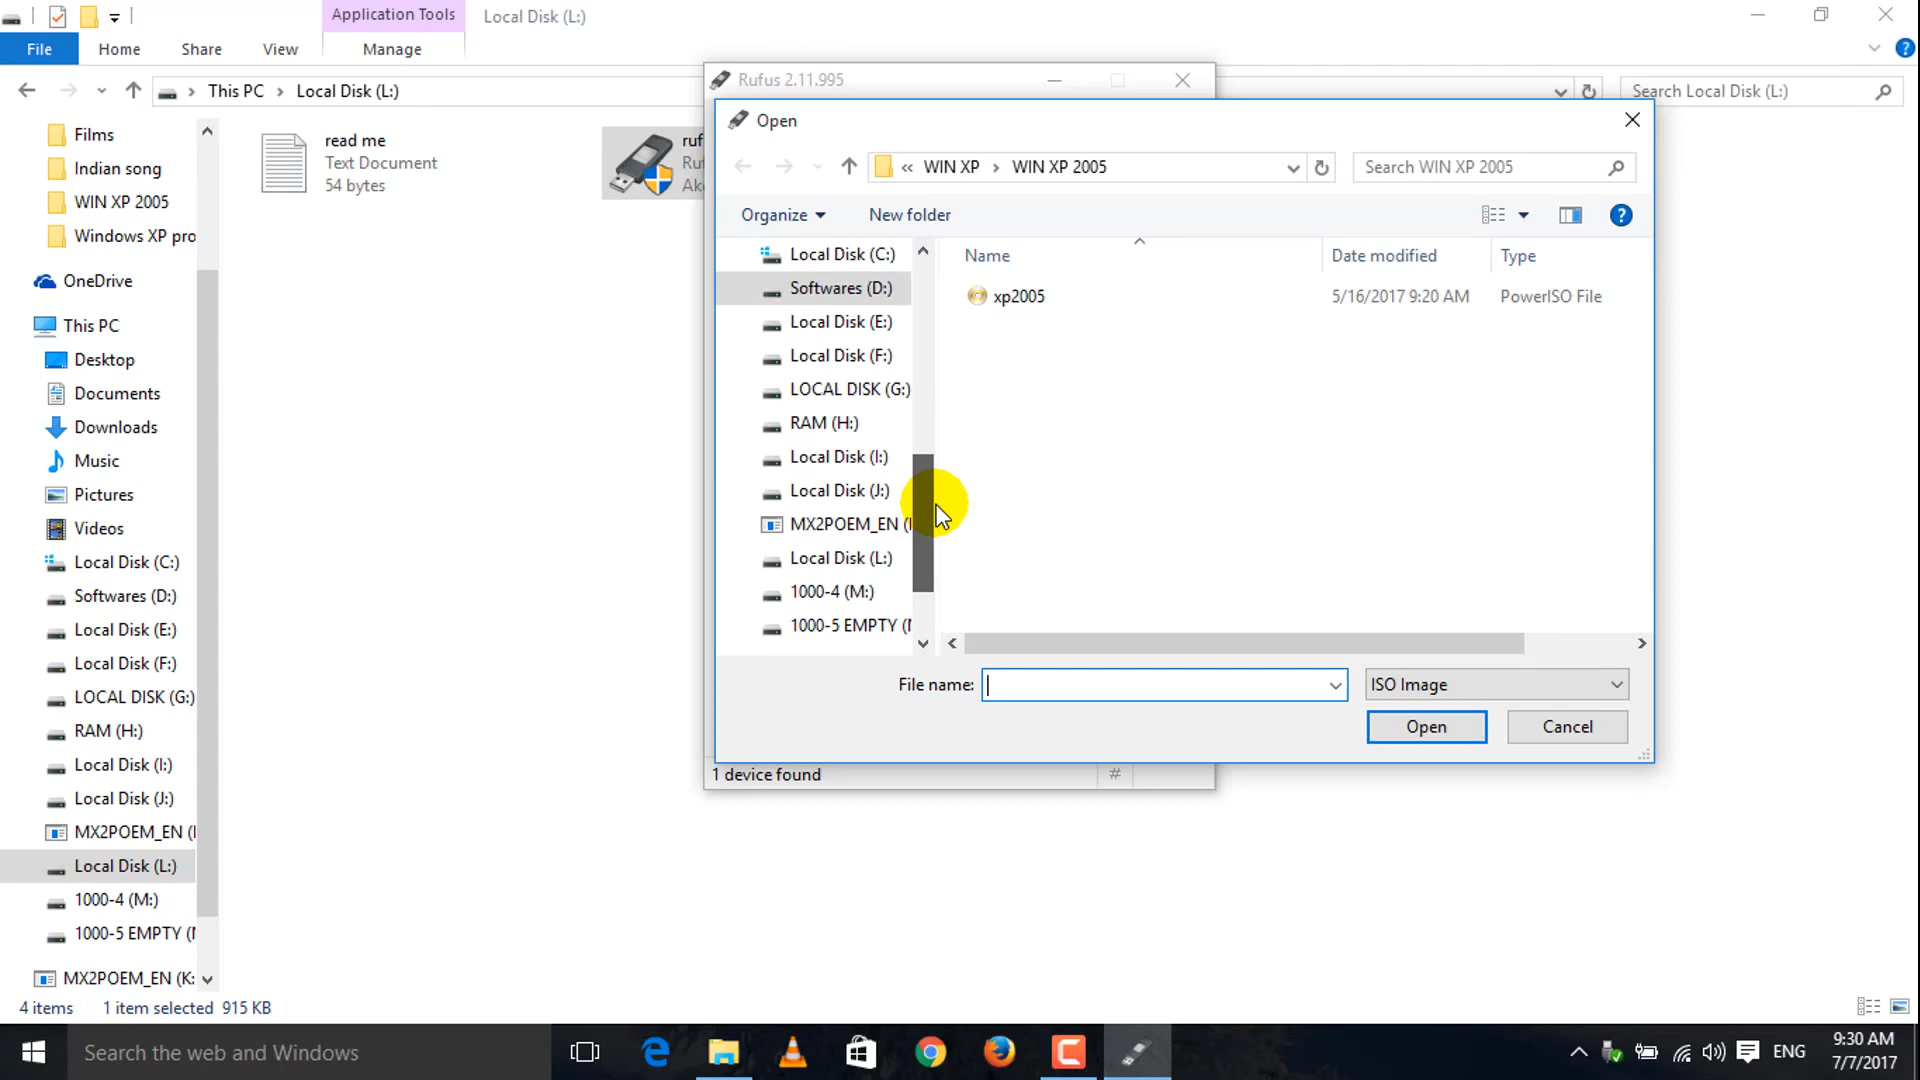 Application Tools
Local Disk (L:)
File
Home
Share
View
Manage
This PC
Local Disk (L:)
Search Local Disk (L:)
Films
Indian song
WIN XP 2005
Windows XP pro
OneDrive
This PC
Desktop
Documents
Downloads
Music
Pictures
Videos
Local Disk (C:)
Softwares (D:)
Local Disk (E:)
Local Disk (F:)
LOCAL DISK (G:)
RAM (H:)
Local Disk (I:)
Local Disk (J:)
MX2POEM_EN (
Local Disk (L:)
1000-4 (M:)
1000-5 EMPTY (
MX2POEM_EN (K:
4 items
1 item selected 915 KB
read me
Text Document
54 bytes
ruf
Ru
Ak
Rufus 2.11.995
Open
« WIN XP
WIN XP 2005
Search WIN XP 2005
Organize
New folder
Local Disk (C:)
Softwares (D:)
Local Disk (E:)
Local Disk (F:)
LOCAL DISK (G:)
RAM (H:)
Local Disk (I:)
Local Disk (J:)
MX2POEM_EN (
Local Disk (L:)
1000-4 (M:)
1000-5 EMPTY (
Name
Date modified
Type
xp2005
5/16/2017 9:20 AM
PowerISO File
File name:
ISO Image
Open
Cancel
1 device found
#
Search the web and Windows
ENG
9:30 AM
7/7/2017